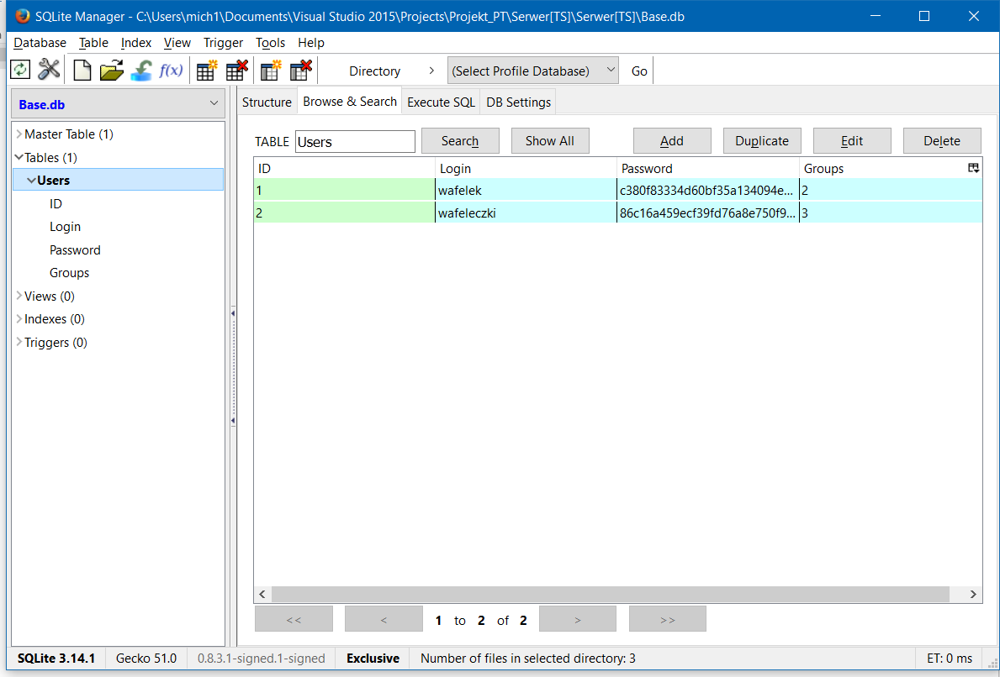 SQLite Manager - C:\Users\mich1\Documents\Visual Studio 2015\Projects\Projekt_PT\Serwer[TS]\Serwer[TS]\Base.db
Database Table Index View Trigger Tools Help
f(x) Directory > (Select Profile Database) Go
Base.db
Master Table (1)
Tables (1)
Users
ID
Login
Password
Groups
Views (0)
Indexes (0)
Triggers (0)
Structure Browse & Search Execute SQL DB Settings
TABLE Users Search Show All Add Duplicate Edit Delete
ID Login Password Groups
1 wafelek c380f83334d60bf35a134094e... 2
2 wafeleczki 86c16a459ecf39fd76a8e750f9... 3
<< < 1 to 2 of 2 > >>
SQLite 3.14.1 Gecko 51.0 0.8.3.1-signed.1-signed Exclusive Number of files in selected directory: 3 ET: 0 ms